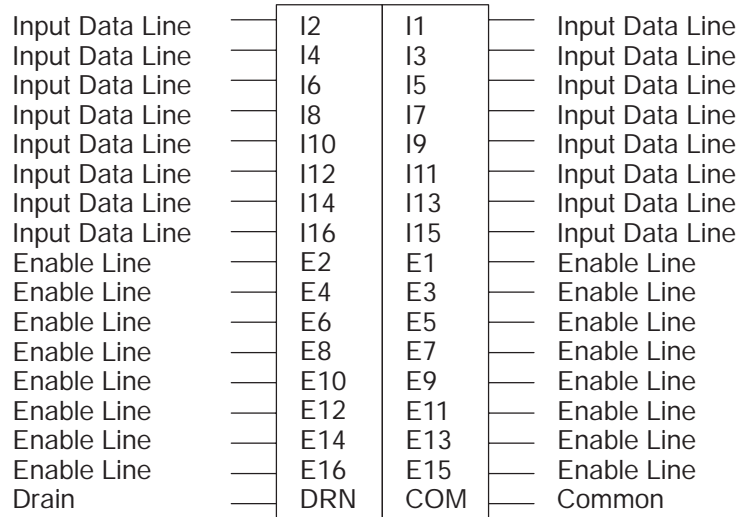 Input Data Line I2 I1 Input Data Line
Input Data Line I4 I3 Input Data Line
Input Data Line I6 I5 Input Data Line
Input Data Line I8 I7 Input Data Line
Input Data Line I10 I9 Input Data Line
Input Data Line I12 I11 Input Data Line
Input Data Line I14 I13 Input Data Line
Input Data Line I16 I15 Input Data Line
Enable Line E2 E1 Enable Line
Enable Line E4 E3 Enable Line
Enable Line E6 E5 Enable Line
Enable Line E8 E7 Enable Line
Enable Line E10 E9 Enable Line
Enable Line E12 E11 Enable Line
Enable Line E14 E13 Enable Line
Enable Line E16 E15 Enable Line
Drain DRN COM Common